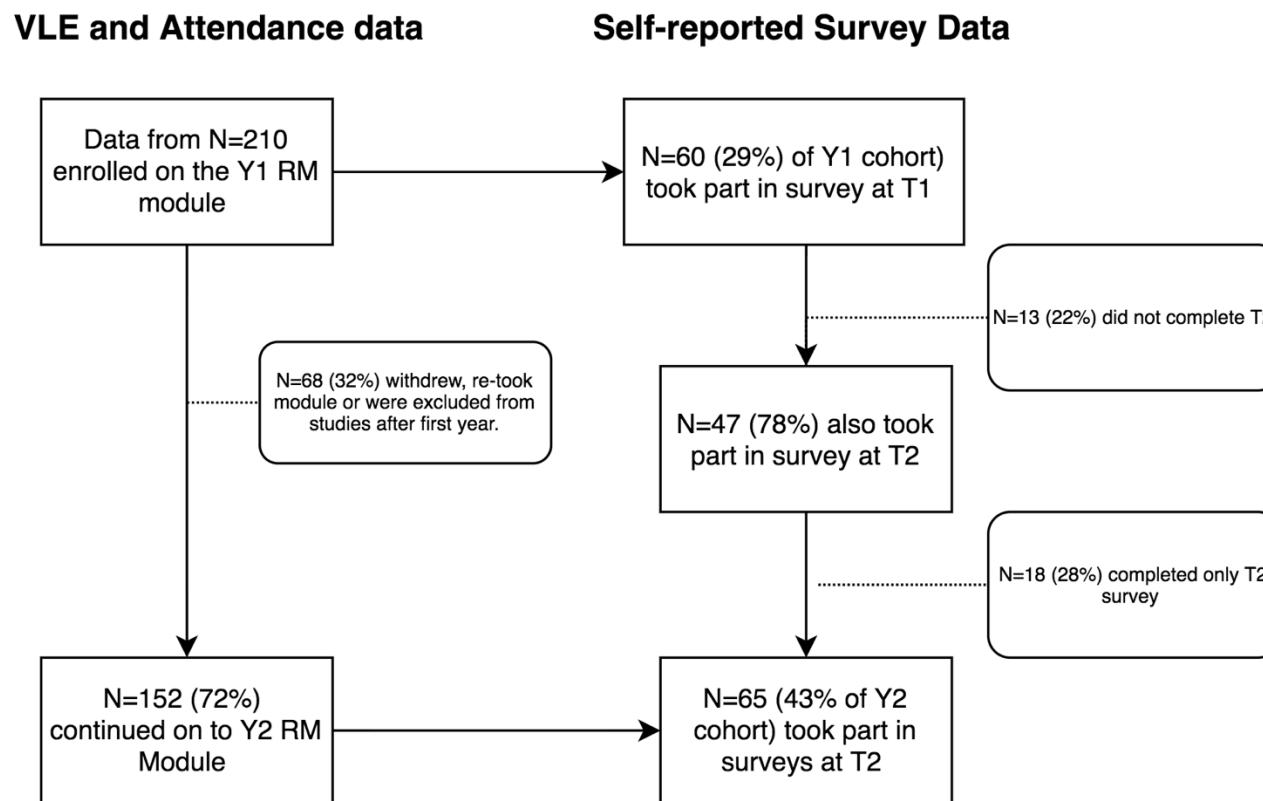 VLE and Attendance data
Self-reported Survey Data
Data from N=210
enrolled on the Y1 RM
module
N=60 (29%) of Y1 cohort)
took part in survey at T1
N=13 (22%) did not complete
N=68 (32%) withdrew, re-took
module or were excluded from
studies after first year.
N=47 (78%) also took
part in survey at T2
N=18 (28%) completed only T2
survey
N=152 (72%)
continued on to Y2 RM
Module
N=65 (43% of Y2
cohort) took part in
surveys at T2